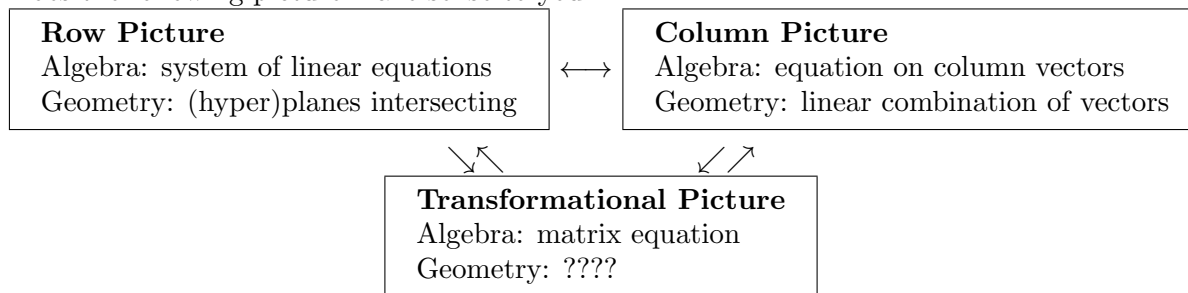 Row Picture
Algebra: system of linear equations
Geometry: (hyper)planes intersecting
Column Picture
Algebra: equation on column vectors
Geometry: linear combination of vectors
Transformational Picture
Algebra: matrix equation
Geometry: ????